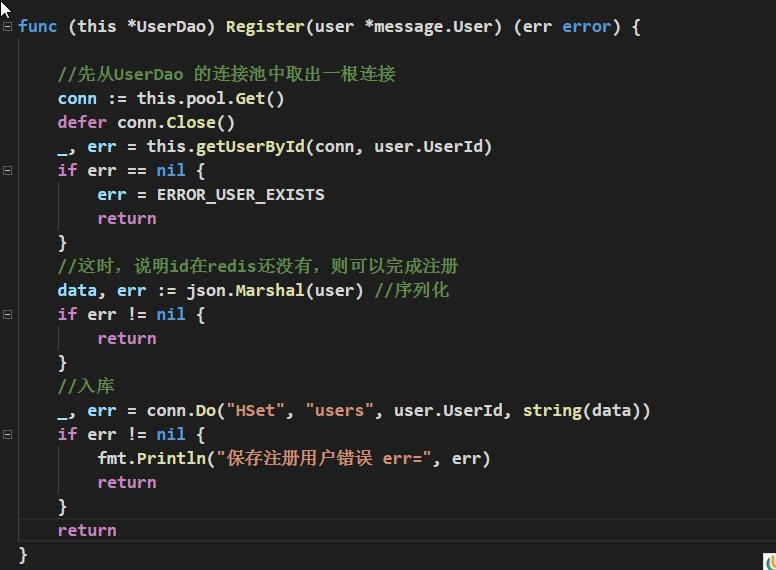 func (this *UserDao) Register(user *message.User) (err error) {
//先从UserDao 的连接池中取出一根连接
conn := this.pool.Get()
defer conn.Close()
_, err = this.getUserById(conn, user.UserId)
if err == nil {
err = ERROR_USER_EXISTS
return
}
//这时，说明id在redis还没有，则可以完成注册
data, err := json.Marshal(user) //序列化
if err != nil {
return
}
//入库
_, err = conn.Do("HSet", "users", user.UserId, string(data))
if err != nil {
fmt.Println("保存注册用户错误 err=", err)
return
}
return
}